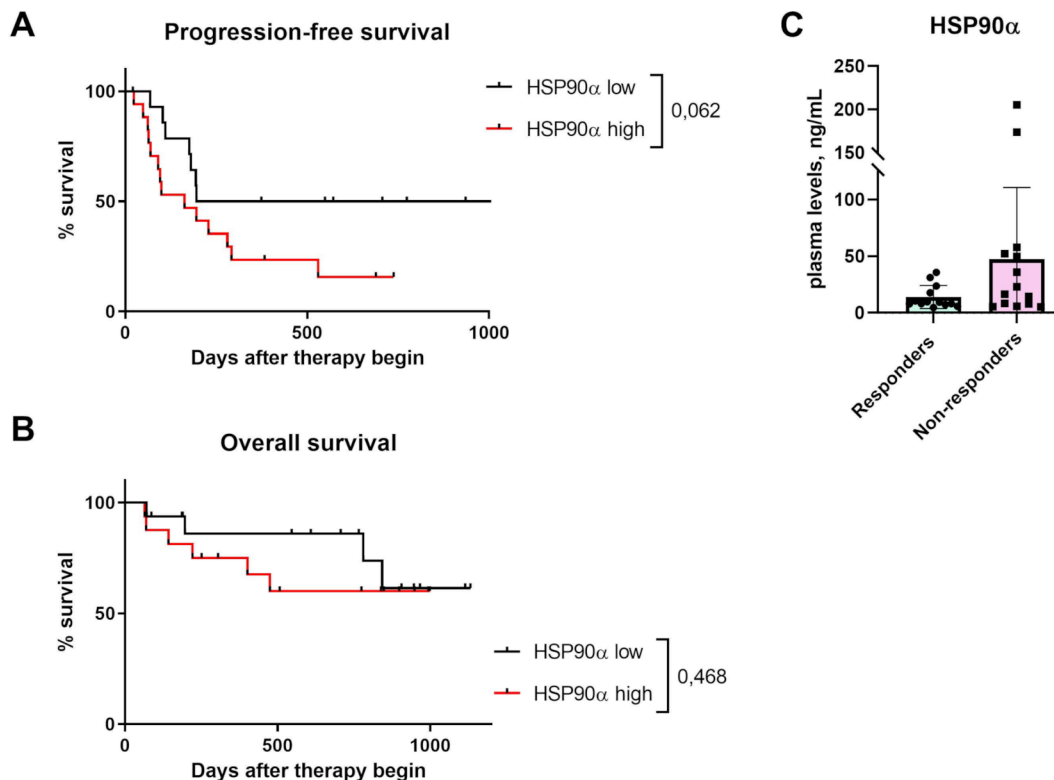 A
Progression-free survival
% survival
100
50
0
0
500
1000
Days after therapy begin
HSP90α low
HSP90α high
0,062
B
Overall survival
% survival
100
50
0
0
500
1000
Days after therapy begin
HSP90α low
HSP90α high
0,468
C
HSP90α
plasma levels, ng/mL
250
200
150
100
50
0
Responders
Non-responders